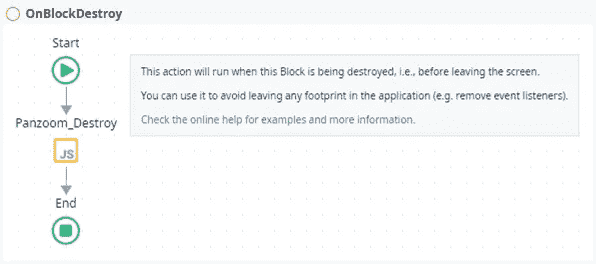 OnBlockDestroy
Start
This action will run when this Block is being destroyed, i.e., before leaving the screen.
You can use it to avoid leaving any footprint in the application (e.g. remove event listeners).
Check the online help for examples and more information.
Panzoom_Destroy
JS
End